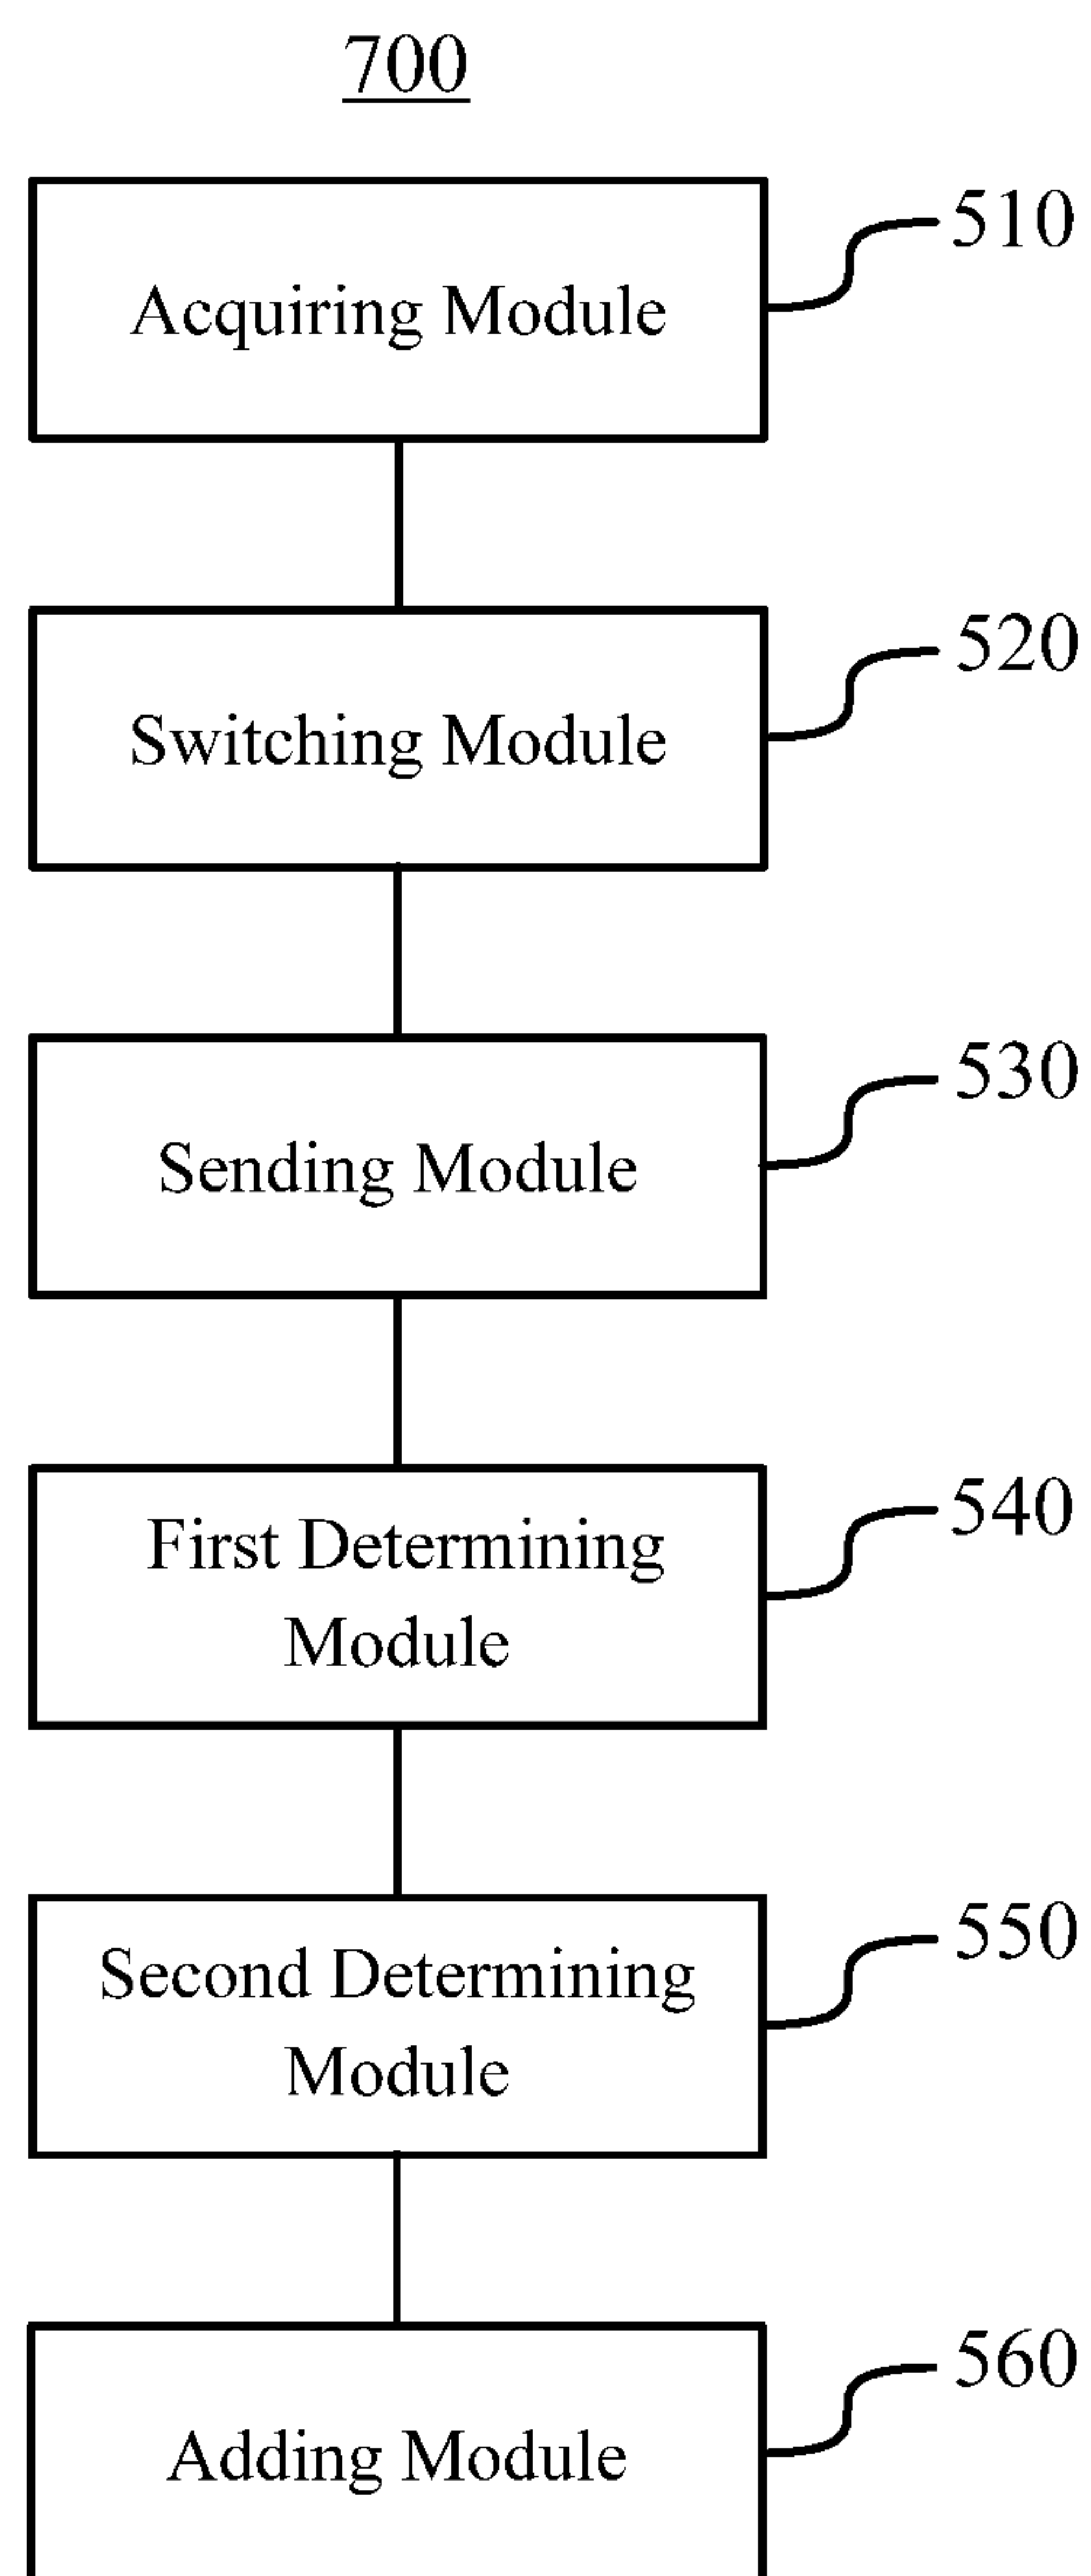 700
Acquiring Module
510
Switching Module
520
Sending Module
530
First Determining
Module
540
Second Determining
Module
550
Adding Module
560